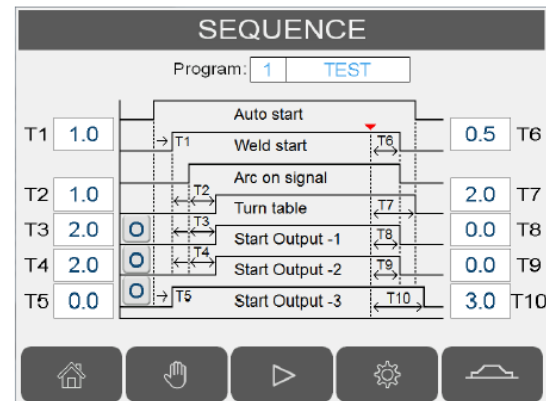 SEQUENCE
Program: 1 TEST
Auto start
T1 1.0 T1 Weld start T6 0.5 T6
Arc on signal
T2 1.0 T2 Turn table T7 2.0 T7
T3 2.0 O T3 Start Output -1 T8 0.0 T8
T4 2.0 O T4 Start Output -2 T9 0.0 T9
T5 0.0 O T5 Start Output -3 T10 3.0 T10